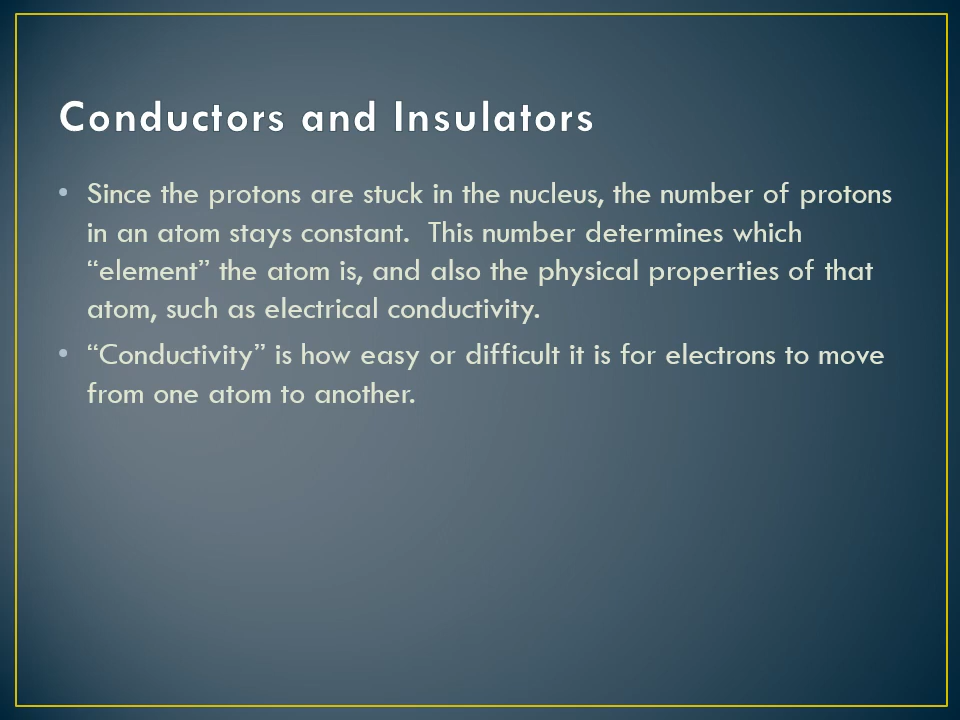 Conductors and Insulators
• Since the protons are stuck in the nucleus, the number of protons
in an atom stays constant.  This number determines which
“element” the atom is, and also the physical properties of that
atom, such as electrical conductivity.
• “Conductivity” is how easy or difficult it is for electrons to move
from one atom to another.